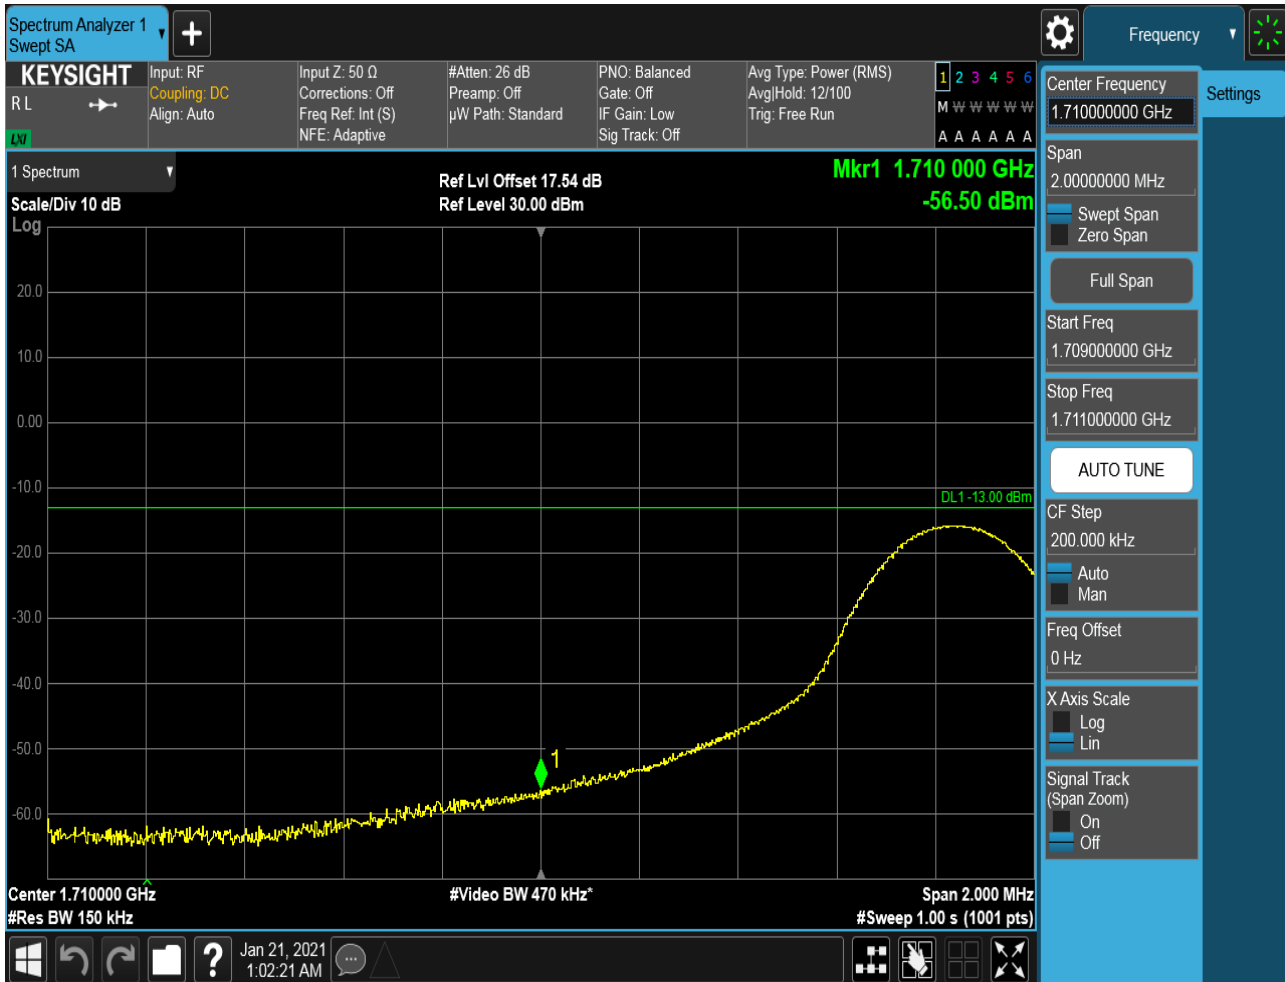 Spectrum Analyzer 1
Swept SA
Frequency
KEYSIGHT
R L
LXI
Input: RF
Coupling: DC
Align: Auto
Input Z: 50 Ω
Corrections: Off
Freq Ref: Int (S)
NFE: Adaptive
#Atten: 26 dB
Preamp: Off
µW Path: Standard
PNO: Balanced
Gate: Off
IF Gain: Low
Sig Track: Off
Avg Type: Power (RMS)
Avg|Hold: 12/100
Trig: Free Run
1 2 3 4 5 6
M W W W W W
A A A A A A
1 Spectrum
Scale/Div 10 dB
Log
Ref Lvl Offset 17.54 dB
Ref Level 30.00 dBm
Mkr1 1.710 000 GHz
-56.50 dBm
20.0
10.0
0.00
-10.0
DL1 -13.00 dBm
-20.0
-30.0
-40.0
-50.0
1
-60.0
Center 1.710000 GHz
#Video BW 470 kHz*
Span 2.000 MHz
#Res BW 150 kHz
#Sweep 1.00 s (1001 pts)
?
Jan 21, 2021
1:02:21 AM
Center Frequency
1.710000000 GHz
Settings
Span
2.00000000 MHz
Swept Span
Zero Span
Full Span
Start Freq
1.709000000 GHz
Stop Freq
1.711000000 GHz
AUTO TUNE
CF Step
200.000 kHz
Auto
Man
Freq Offset
0 Hz
X Axis Scale
Log
Lin
Signal Track
(Span Zoom)
On
Off